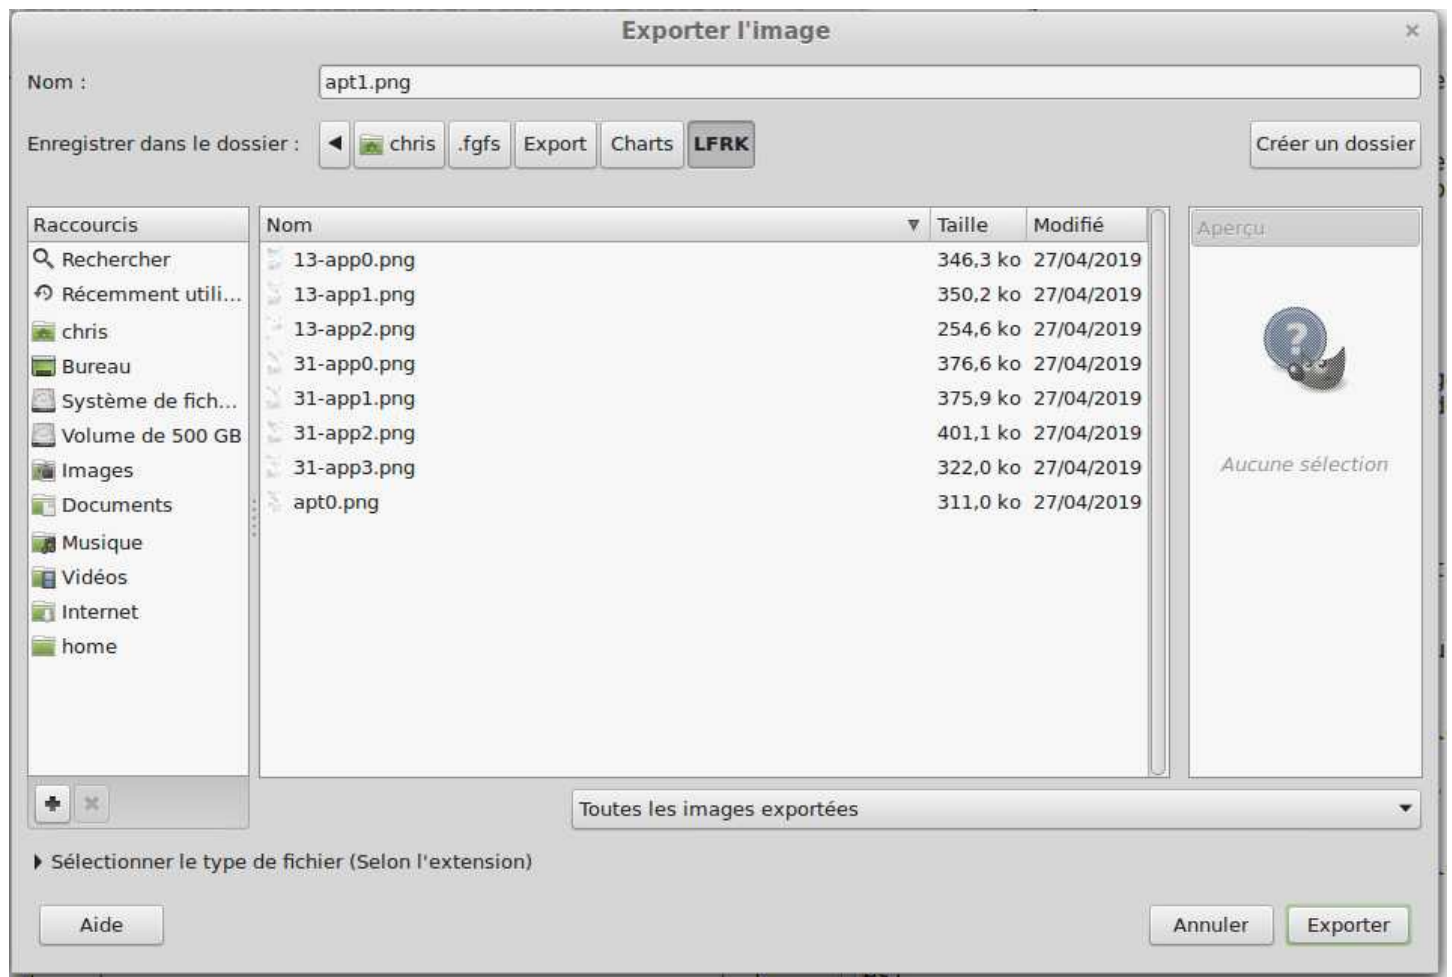 Exporter l'image
Nom :
apt1.png
Enregistrer dans le dossier :
chris
.fgfs
Export
Charts
LFRK
Créer un dossier
Raccourcis
Rechercher
Récemment utili...
chris
Bureau
Système de fich...
Volume de 500 GB
Images
Documents
Musique
Vidéos
Internet
home
Nom Taille Modifié
13-app0.png 346,3 ko 27/04/2019
13-app1.png 350,2 ko 27/04/2019
13-app2.png 254,6 ko 27/04/2019
31-app0.png 376,6 ko 27/04/2019
31-app1.png 375,9 ko 27/04/2019
31-app2.png 401,1 ko 27/04/2019
31-app3.png 322,0 ko 27/04/2019
apt0.png 311,0 ko 27/04/2019
Aperçu
Aucune sélection
Toutes les images exportées
Sélectionner le type de fichier (Selon l'extension)
Aide
Annuler
Exporter